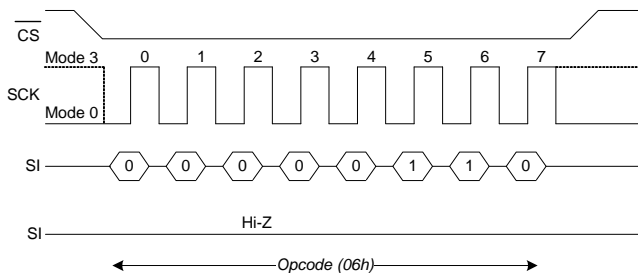 CS
Mode 3 0 1 2 3 4 5 6 7
SCK
Mode 0
SI 0 0 0 0 0 1 1 0
Hi-Z
SI
Opcode (06h)